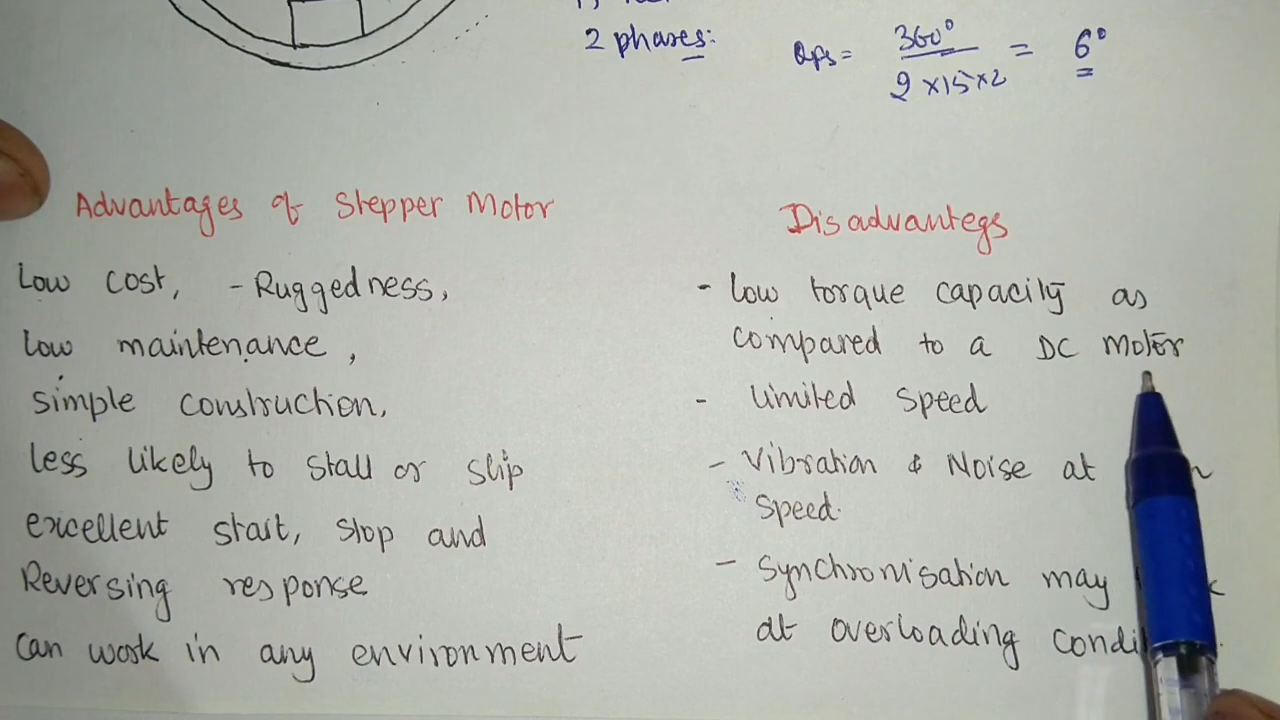 2 phases:
θfs = 360° / 2 × 15 × 2 = 6°
Advantages of Stepper Motor
Low cost, - Ruggedness,
low maintenance,
simple construction,
less likely to stall or slip
excellent start, stop and
Reversing response
can work in any environment
Disadvantegs
- low torque capacity as
compared to a DC motor
- limited speed
- Vibration & Noise at
speed.
- Synchronisation may
at overloading